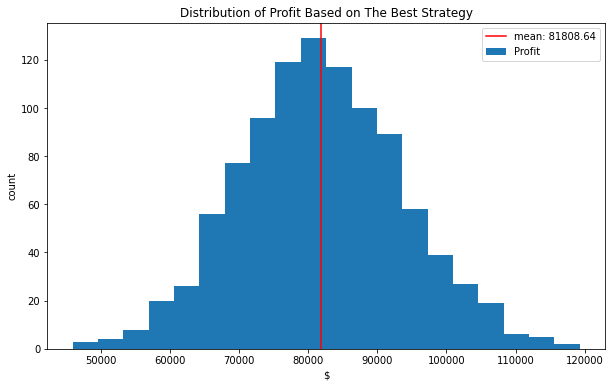 Distribution of Profit Based on The Best Strategy
mean: 81808.64
Profit
120
100
80
60
40
20
0
count
50000 60000 70000 80000 90000 100000 110000 120000
$